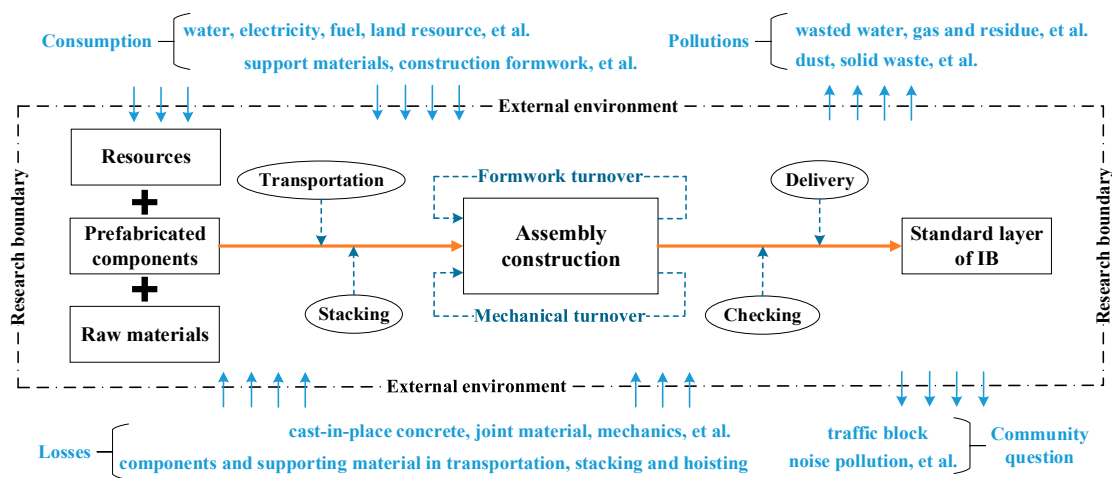 water, electricity, fuel, land resource, et al.
Consumption
support materials, construction formwork, et al.
wasted water, gas and residue, et al.
Pollutions
dust, solid waste, et al.
External environment
Research boundary
Resources
Prefabricated
components
Raw materials
Transportation
Stacking
Formwork turnover
Assembly
construction
Mechanical turnover
Delivery
Checking
Standard layer
of IB
Research boundary
External environment
Losses
cast-in-place concrete, joint material, mechanics, et al.
components and supporting material in transportation, stacking and hoisting
traffic block
noise pollution, et al.
Community
question